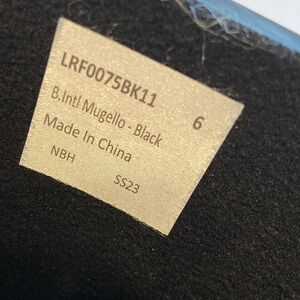 LRF0075BK11 6
B.Intl Mugello - Black
Made In China
NBH SS23